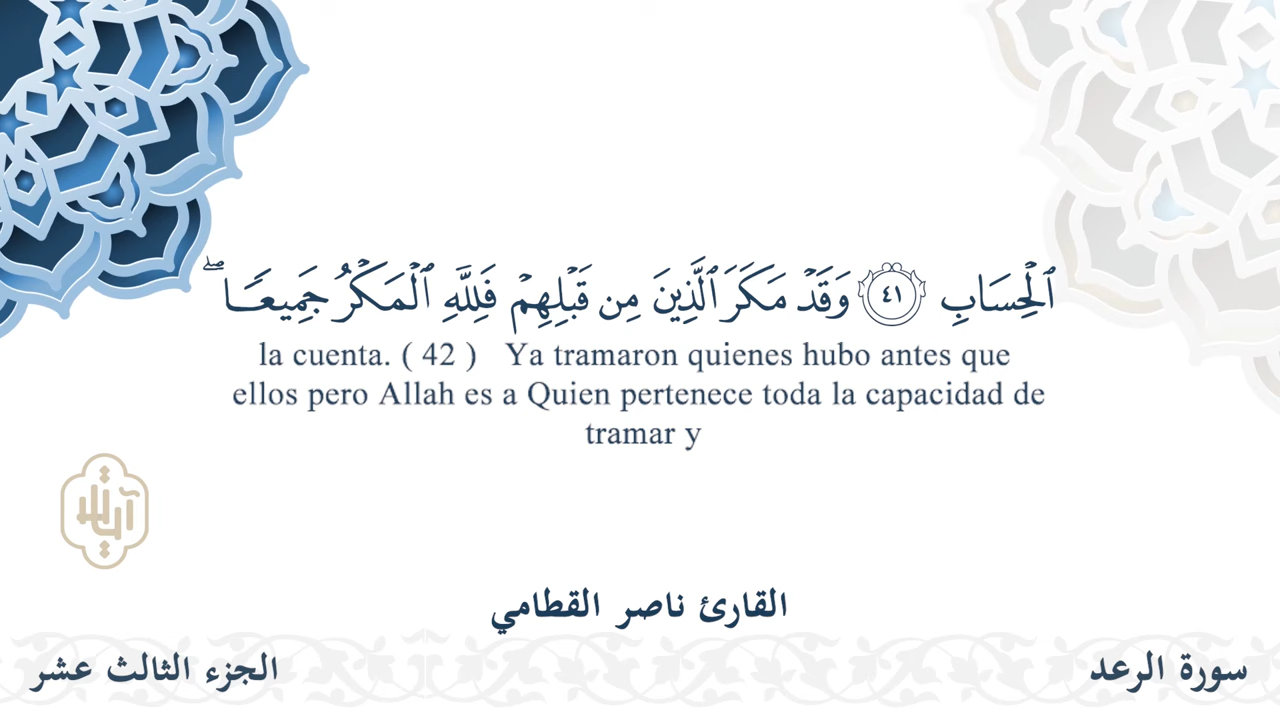 ٱلْحِسَابِ ٤١ وَقَدْ مَكَرَ ٱلَّذِينَ مِن قَبْلِهِمْ فَلِلَّهِ ٱلْمَكْرُ جَمِيعًاۖ
la cuenta. ( 42 ) Ya tramaron quienes hubo antes que
ellos pero Allah es a Quien pertenece toda la capacidad de
tramar y
آيات
القارئ ناصر القطامي
سورة الرعد
الجزء الثالث عشر